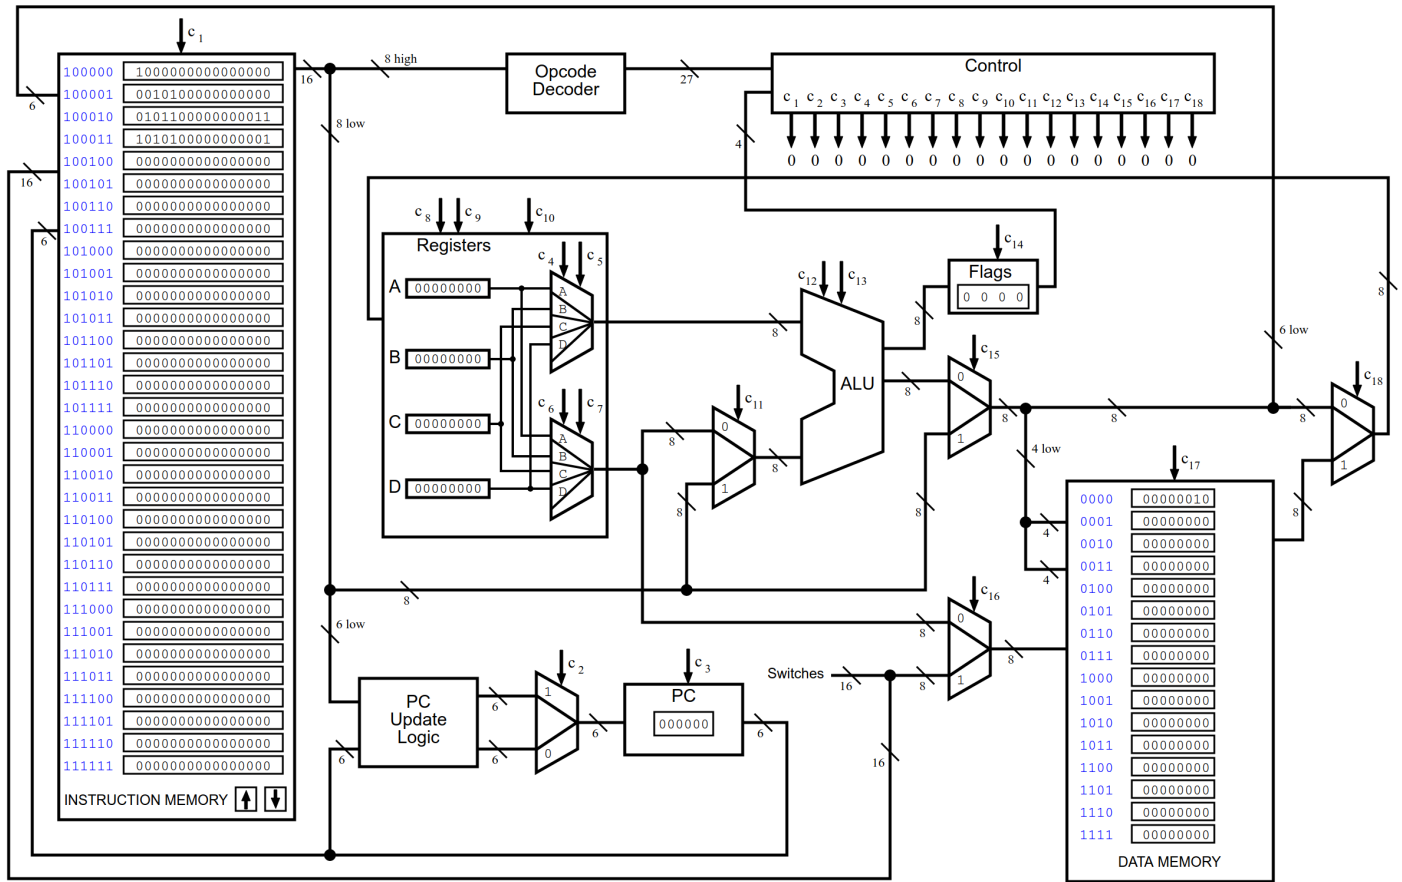 c1
100000 1000000000000000
100001 0010100000000000
100010 0101100000000011
100011 1010100000000001
100100 0000000000000000
100101 0000000000000000
100110 0000000000000000
100111 0000000000000000
101000 0000000000000000
101001 0000000000000000
101010 0000000000000000
101011 0000000000000000
101100 0000000000000000
101101 0000000000000000
101110 0000000000000000
101111 0000000000000000
110000 0000000000000000
110001 0000000000000000
110010 0000000000000000
110011 0000000000000000
110100 0000000000000000
110101 0000000000000000
110110 0000000000000000
110111 0000000000000000
111000 0000000000000000
111001 0000000000000000
111010 0000000000000000
111011 0000000000000000
111100 0000000000000000
111101 0000000000000000
111110 0000000000000000
111111 0000000000000000
INSTRUCTION MEMORY
6
16
6
16
8 high
8 low
Opcode
Decoder
27
Control
c1 c2 c3 c4 c5 c6 c7 c8 c9 c10 c11 c12 c13 c14 c15 c16 c17 c18
0 0 0 0 0 0 0 0 0 0 0 0 0 0 0 0 0 0
4
c8 c9 c10
Registers
c4 c5
A 00000000
B 00000000
C 00000000
D 00000000
A
B
C
D
c6 c7
A
B
C
D
8
8
c11
0
1
8
8
c12 c13
ALU
8
8
c14
Flags
0 0 0 0
c15
0
1
8
8
8
4 low
6 low
8
c18
0
1
8
8
4
4
c17
0000 00000010
0001 00000000
0010 00000000
0011 00000000
0100 00000000
0101 00000000
0110 00000000
0111 00000000
1000 00000000
1001 00000000
1010 00000000
1011 00000000
1100 00000000
1101 00000000
1110 00000000
1111 00000000
DATA MEMORY
8
6 low
c16
0
1
8
8
8
Switches
16
16
PC
Update
Logic
6
6
6
c2
1
0
6
c3
PC
000000
6